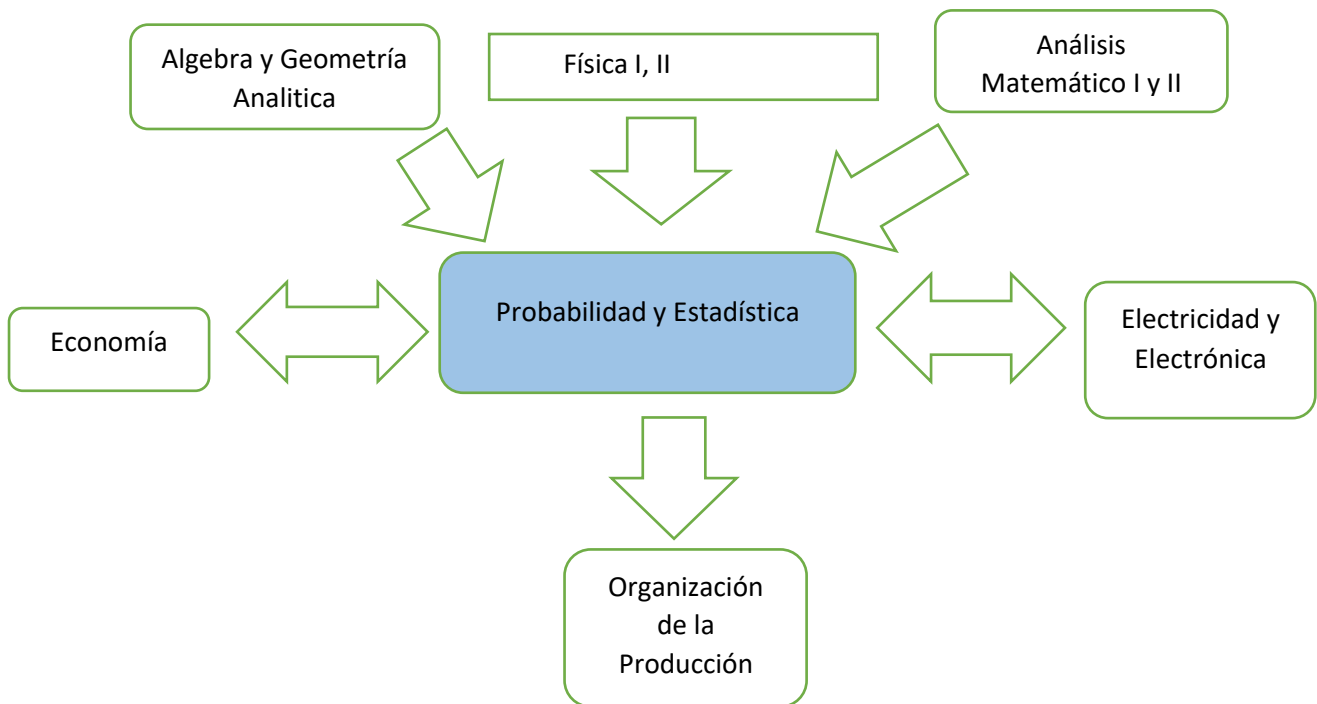 Algebra y Geometría
Analitica
Física I, II
Análisis
Matemático I y II
Economía
Probabilidad y Estadística
Electricidad y
Electrónica
Organización
de la
Producción